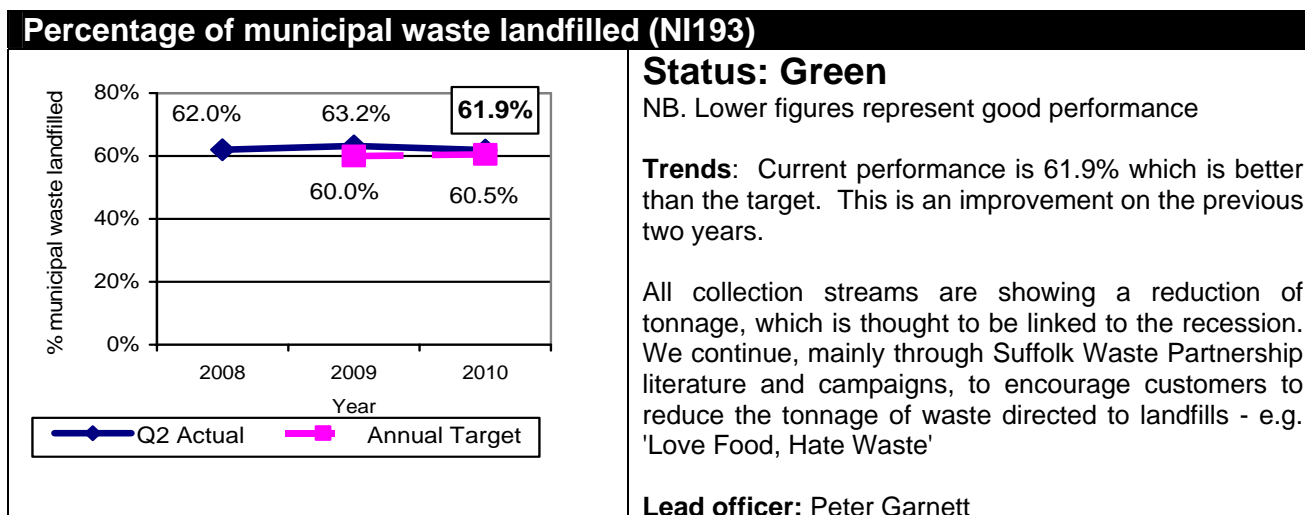 Percentage of municipal waste landfilled (NI193)
% municipal waste landfilled
80%
60%
40%
20%
0%
62.0%
63.2%
61.9%
60.0%
60.5%
2008
2009
2010
Year
Q2 Actual
Annual Target
Status: Green
NB. Lower figures represent good performance
Trends: Current performance is 61.9% which is better
than the target. This is an improvement on the previous
two years.
All collection streams are showing a reduction of
tonnage, which is thought to be linked to the recession.
We continue, mainly through Suffolk Waste Partnership
literature and campaigns, to encourage customers to
reduce the tonnage of waste directed to landfills - e.g.
'Love Food, Hate Waste'
Lead officer: Peter Garnett